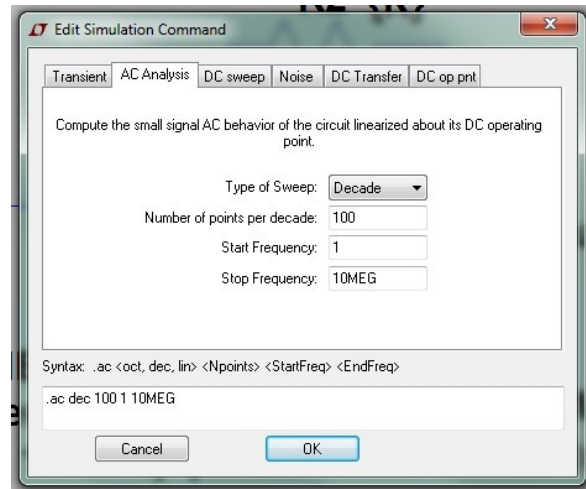 Edit Simulation Command
Transient AC Analysis DC sweep Noise DC Transfer DC op pnt
Compute the small signal AC behavior of the circuit linearized about its DC operating
point.
Type of Sweep: Decade
Number of points per decade: 100
Start Frequency: 1
Stop Frequency: 10MEG
Syntax: .ac <oct, dec, lin> <Npoints> <StartFreq> <EndFreq>
.ac dec 100 1 10MEG
Cancel OK